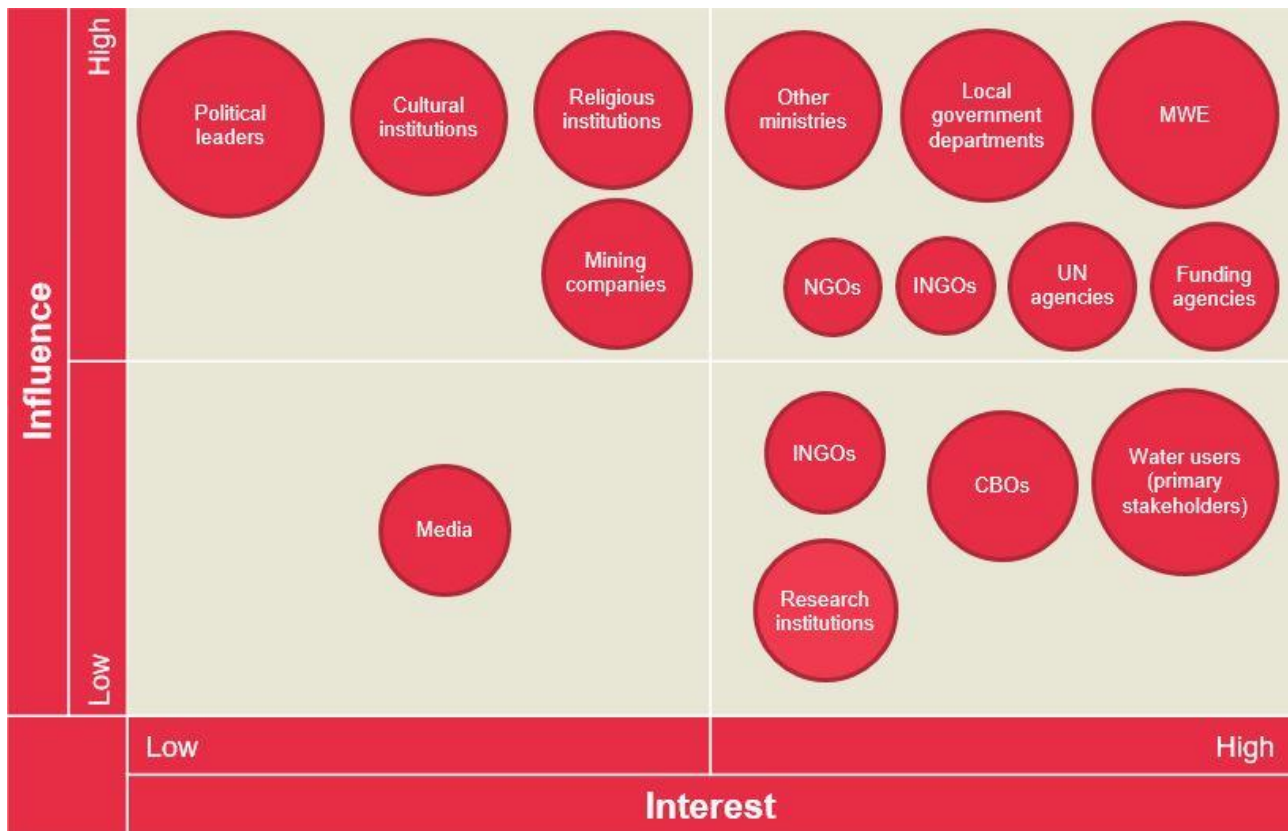 Influence
High
Low
Political
leaders
Cultural
institutions
Religious
institutions
Mining
companies
Other
ministries
Local
government
departments
MWE
NGOs
INGOs
UN
agencies
Funding
agencies
Media
INGOs
CBOs
Water users
(primary
stakeholders)
Research
institutions
Low
High
Interest